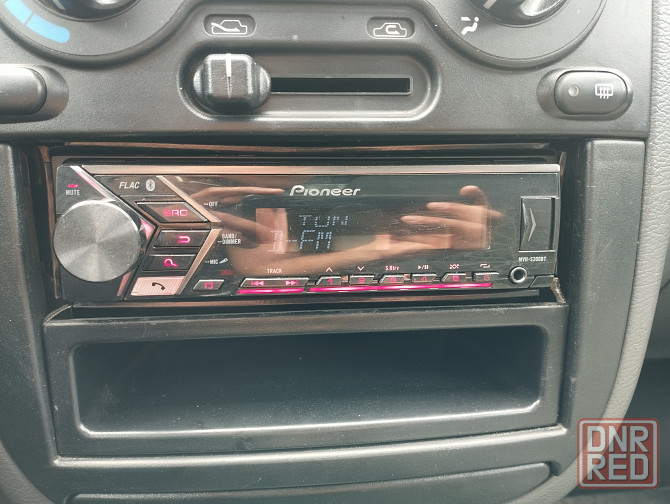 FLAC
Pioneer
MUTE
SRC
OFF
BAND/
DIMMER
MIC
TUN
-FM
TRACK
S.Rtrv
MVH-S300BT
DNR
RED